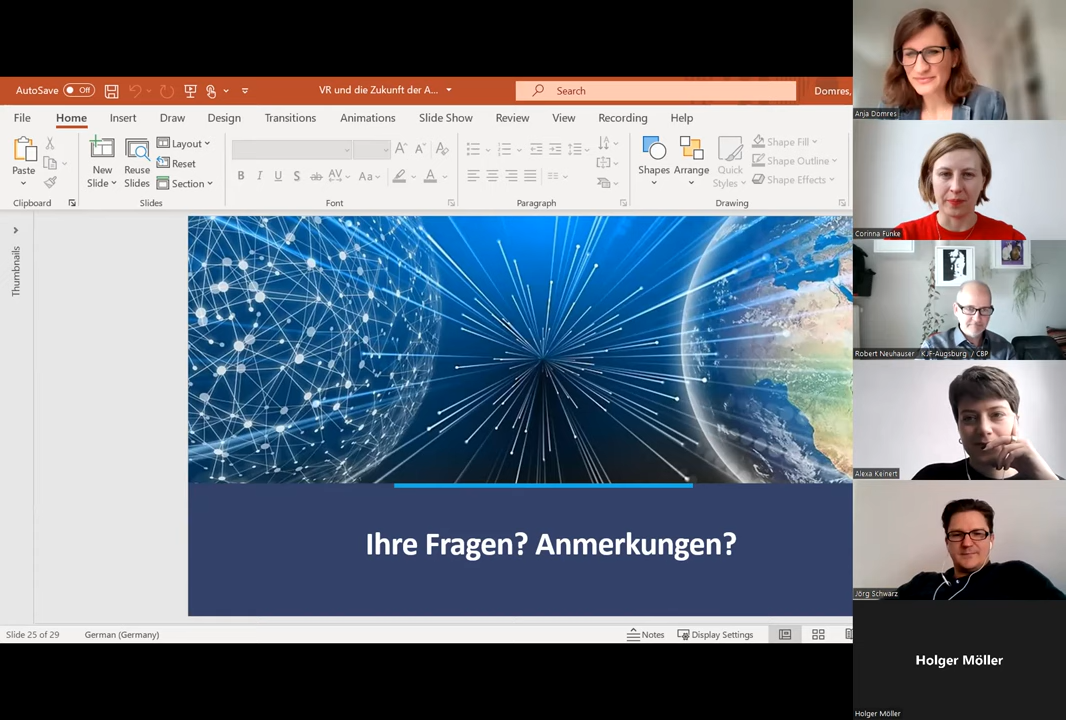 AutoSave Off
VR und die Zukunft der A...
Search
Domres,
File Home Insert Draw Design Transitions Animations Slide Show Review View Recording Help
Paste
Clipboard
New
Slide
Reuse
Slides
Layout
Reset
Section
Slides
B I U S ab AV Aa A
Font
Paragraph
Shapes
Arrange
Quick
Styles
Shape Fill
Shape Outline
Shape Effects
Drawing
Thumbnails
Ihre Fragen? Anmerkungen?
Slide 25 of 29
German (Germany)
Notes
Display Settings
Anja Domres
Corinna Funke
Robert Neuhauser KJF-Augsburg / CBP
Alexa Keinert
Jörg Schwarz
Holger Möller
Holger Möller